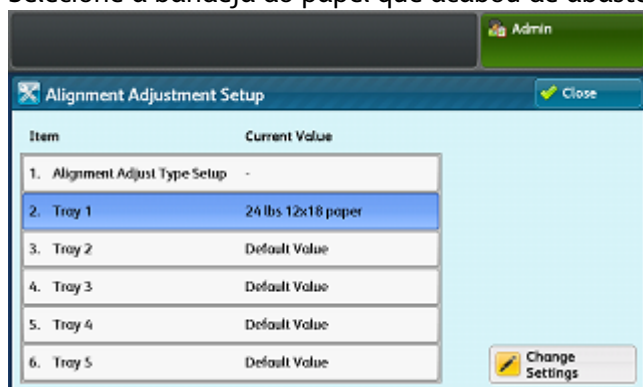 Selecione a bandeja do papel que acabou de
Admin
Alignment Adjustment Setup
Close
Item Current Value
1. Alignment Adjust Type Setup -
2. Tray 1 24 lbs 12x18 paper
3. Tray 2 Default Value
4. Tray 3 Default Value
5. Tray 4 Default Value
6. Tray 5 Default Value
Change
Settings